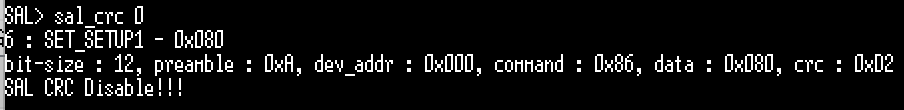 SAL> sal_crc 0
6 : SET_SETUP1 - 0x080
bit-size : 12, preamble : 0xA, dev_addr : 0x000, command : 0x86, data : 0x080, crc : 0xD2
SAL CRC Disable!!!